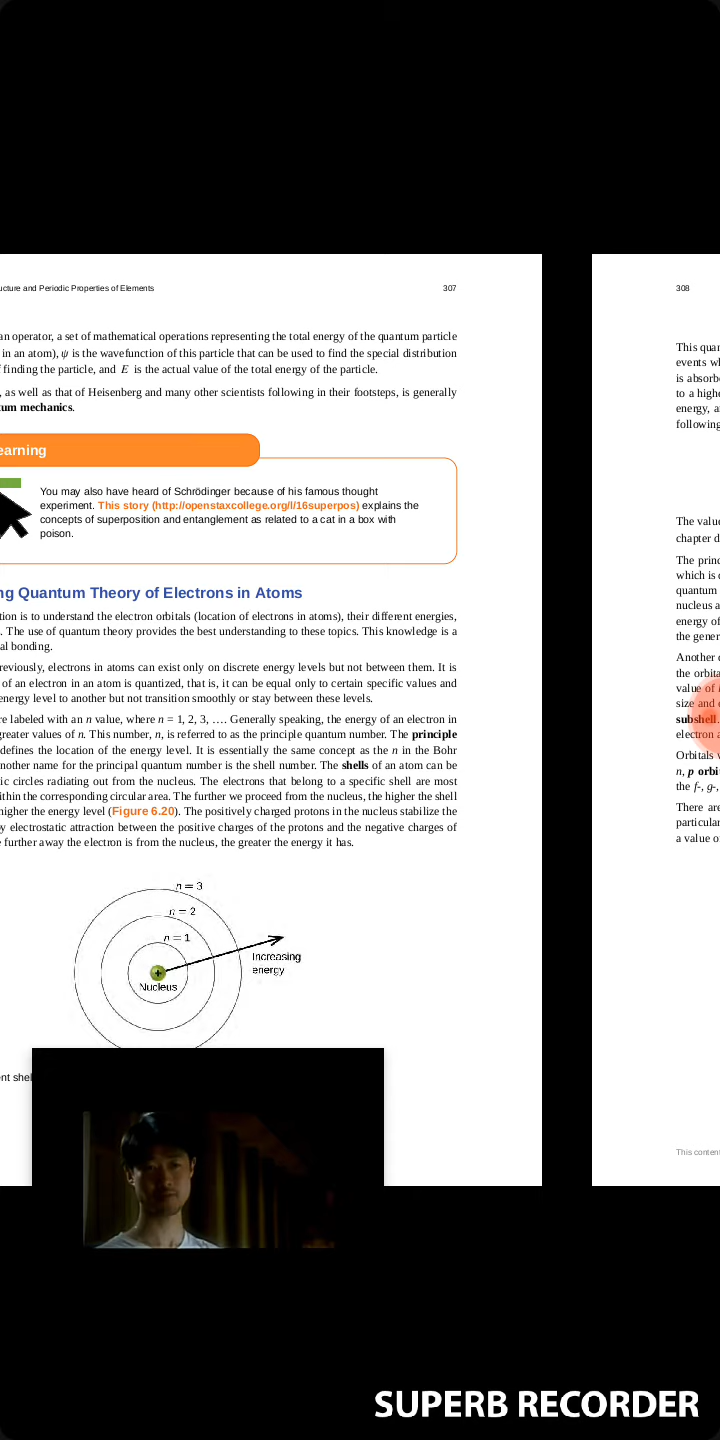 ucture and Periodic Properties of Elements 307
an operator, a set of mathematical operations representing the total energy of the quantum particle
in an atom), ψ is the wavefunction of this particle that can be used to find the special distribution
finding the particle, and E is the actual value of the total energy of the particle.
, as well as that of Heisenberg and many other scientists following in their footsteps, is generally
tum mechanics.
earning
You may also have heard of Schrödinger because of his famous thought
experiment. This story (http://openstaxcollege.org/l/16superpos) explains the
concepts of superposition and entanglement as related to a cat in a box with
poison.
ng Quantum Theory of Electrons in Atoms
tion is to understand the electron orbitals (location of electrons in atoms), their different energies,
. The use of quantum theory provides the best understanding to these topics. This knowledge is a
al bonding.
reviously, electrons in atoms can exist only on discrete energy levels but not between them. It is
of an electron in an atom is quantized, that is, it can be equal only to certain specific values and
energy level to another but not transition smoothly or stay between these levels.
re labeled with an n value, where n = 1, 2, 3, …. Generally speaking, the energy of an electron in
greater values of n. This number, n, is referred to as the principle quantum number. The principle
defines the location of the energy level. It is essentially the same concept as the n in the Bohr
nother name for the principal quantum number is the shell number. The shells of an atom can be
ic circles radiating out from the nucleus. The electrons that belong to a specific shell are most
ithin the corresponding circular area. The further we proceed from the nucleus, the higher the shell
higher the energy level (Figure 6.20). The positively charged protons in the nucleus stabilize the
y electrostatic attraction between the positive charges of the protons and the negative charges of
e further away the electron is from the nucleus, the greater the energy it has.
n = 3
n = 2
n = 1
+
Nucleus
Increasing
energy
ent shel
308
This quan
events wh
is absorbe
to a highe
energy, a
following
The value
chapter d
The princ
which is o
quantum
nucleus a
energy of
the gener
Another o
the orbita
value of
size and
subshell.
electron a
Orbitals w
n, p orbit
the f-, g-,
There are
particular
a value o
This content
SUPERB RECORDER